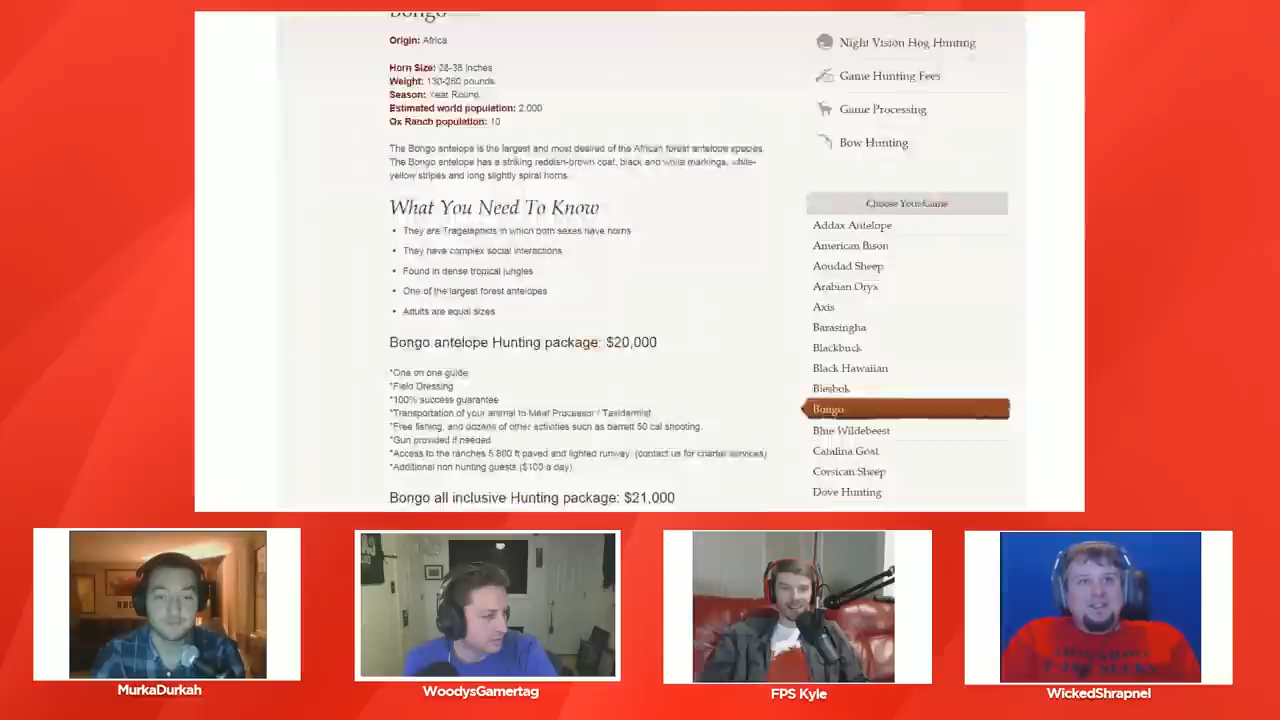 Bongo
Origin: Africa
Horn Size: 28-38 inches
Weight: 130-260 pounds
Season: Year Round
Estimated world population: 2,000
Ox Ranch population: 10
The Bongo antelope is the largest and most desired of the African forest antelope species.
The Bongo antelope has a striking reddish-brown coat, black and white markings, white-
yellow stripes and long slightly spiral horns.
What You Need To Know
• They are Tragelaphids in which both sexes have horns
• They have complex social interactions
• Found in dense tropical jungles
• One of the largest forest antelopes
• Adults are equal sizes
Bongo antelope Hunting package: $20,000
*One on one guide
*Field Dressing
*100% success guarantee
*Transportation of your animal to Meat Processor / Taxidermist
*Free fishing, and dozens of other activities such as barrett 50 cal shooting.
*Gun provided if needed
*Access to the ranches 5,800 ft paved and lighted runway (contact us for charter services)
*Additional non hunting guests ($100 a day)
Bongo all inclusive Hunting package: $21,000
Night Vision Hog Hunting
Game Hunting Fees
Game Processing
Bow Hunting
Choose Your Game
Addax Antelope
American Bison
Aoudad Sheep
Arabian Oryx
Axis
Barasingha
Blackbuck
Black Hawaiian
Blesbok
Bongo
Blue Wildebeest
Catalina Goat
Corsican Sheep
Dove Hunting
MurkaDurkah
WoodysGamertag
FPS Kyle
WickedShrapnel